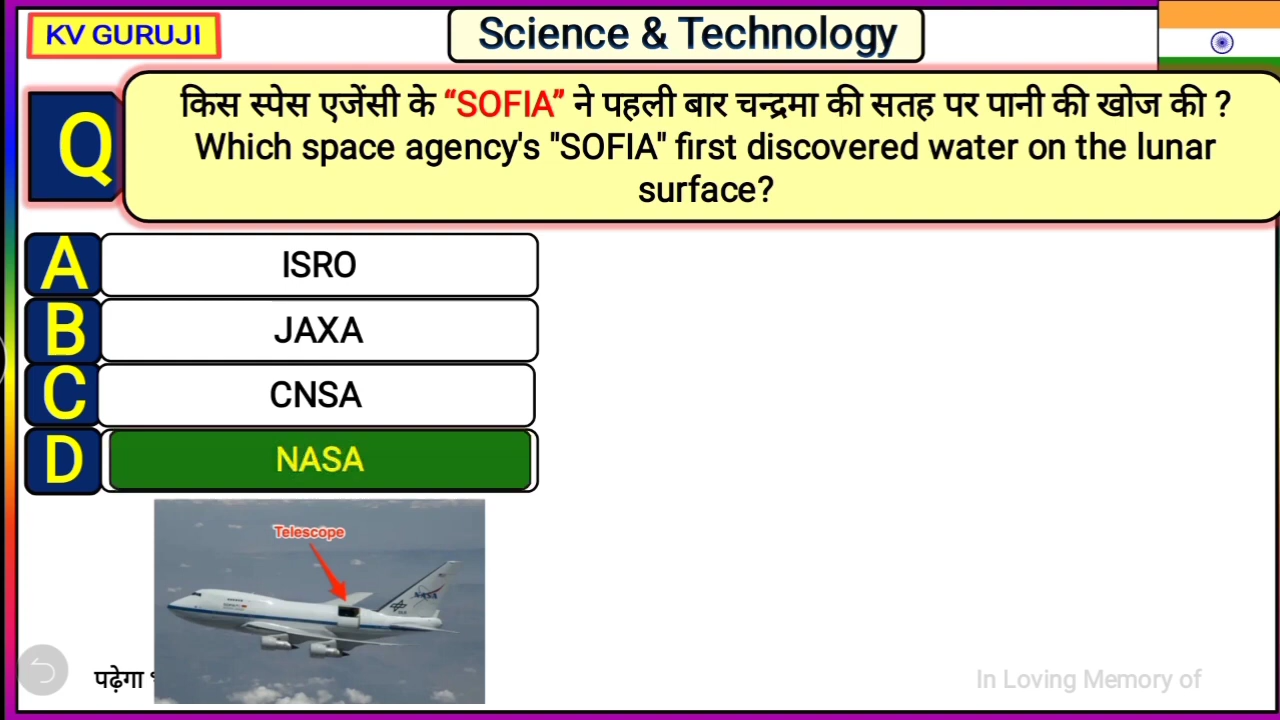 KV GURUJI
Science & Technology
Q
किस स्पेस एजेंसी के “SOFIA” ने पहली बार चन्द्रमा की सतह पर पानी की खोज की ?
Which space agency's "SOFIA" first discovered water on the lunar
surface?
A
ISRO
B
JAXA
C
CNSA
D
NASA
Telescope
NASA
पढ़ेगा
In Loving Memory of